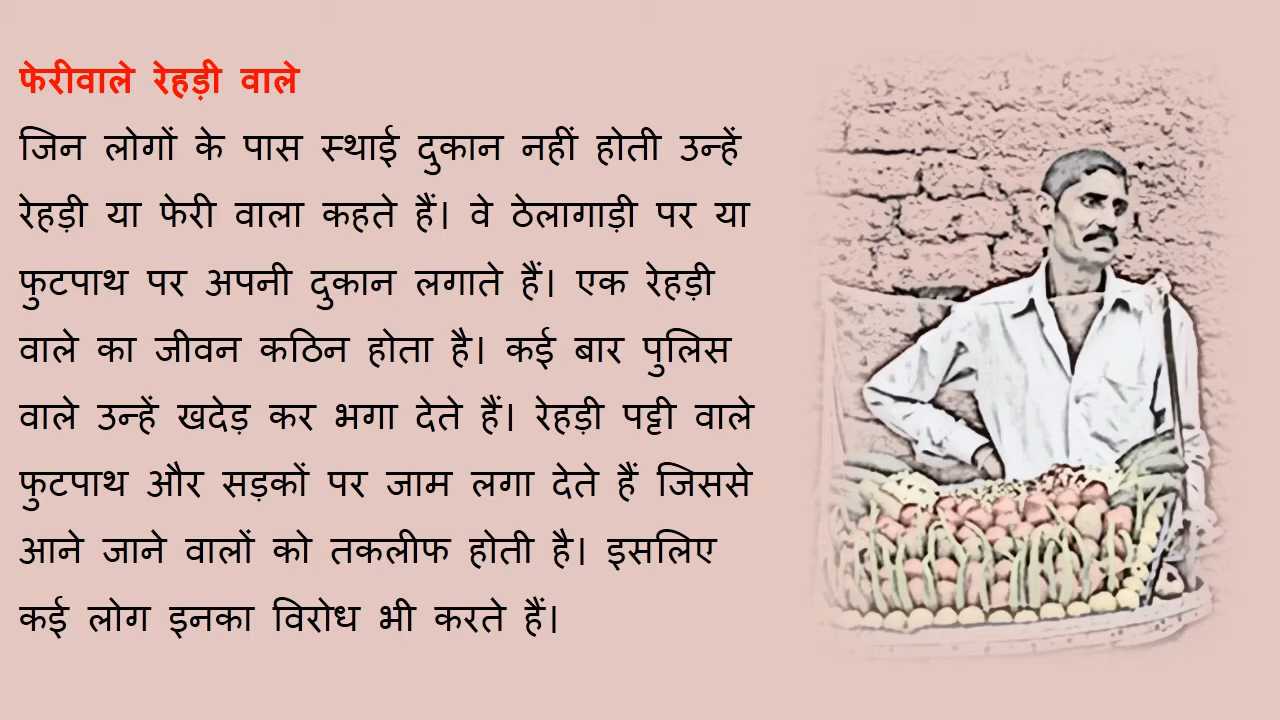 फेरीवाले रेहड़ी वाले
जिन लोगों के पास स्थाई दुकान नहीं होती उन्हें
रेहड़ी या फेरी वाला कहते हैं। वे ठेलागाड़ी पर या
फुटपाथ पर अपनी दुकान लगाते हैं। एक रेहड़ी
वाले का जीवन कठिन होता है। कई बार पुलिस
वाले उन्हें खदेड़ कर भगा देते हैं। रेहड़ी पट्टी वाले
फुटपाथ और सड़कों पर जाम लगा देते हैं जिससे
आने जाने वालों को तकलीफ होती है। इसलिए
कई लोग इनका विरोध भी करते हैं।